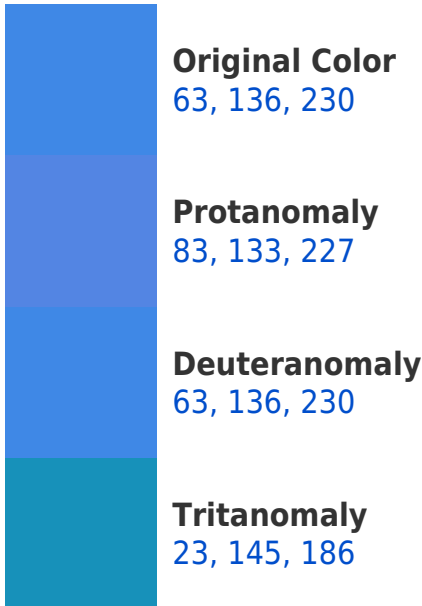 Original Color
63, 136, 230
Protanomaly
83, 133, 227
Deuteranomaly
63, 136, 230
Tritanomaly
23, 145, 186